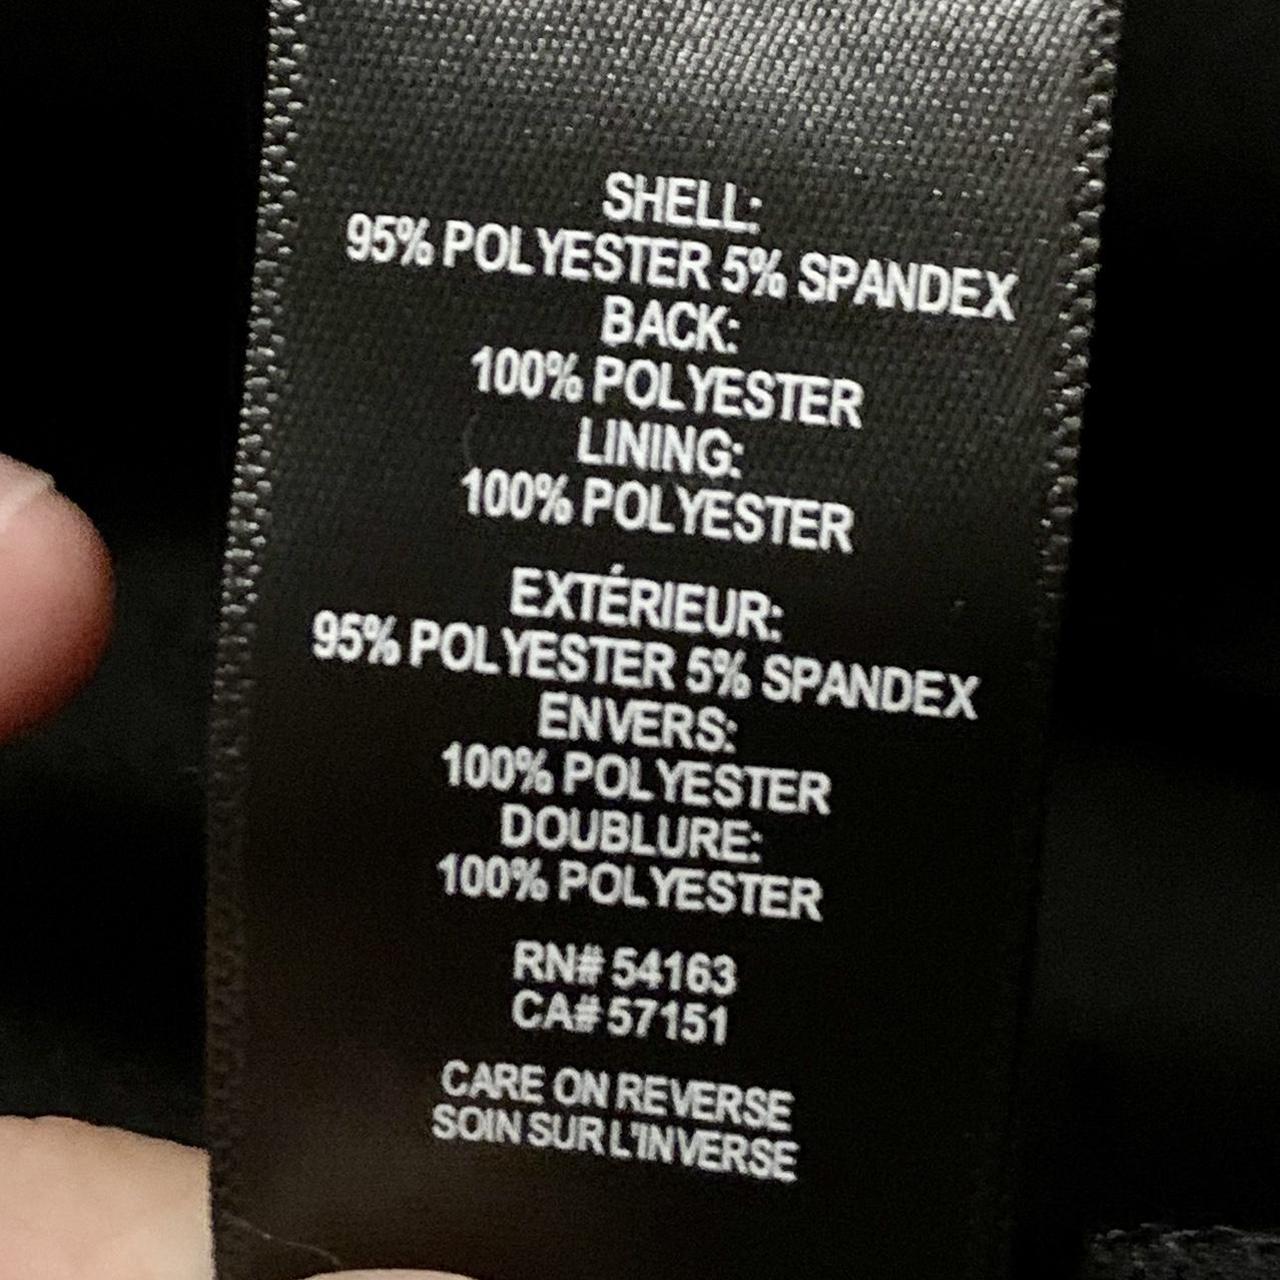 SHELL:
95% POLYESTER 5% SPANDEX
BACK:
100% POLYESTER
LINING:
100% POLYESTER
EXTÉRIEUR:
95% POLYESTER 5% SPANDEX
ENVERS:
100% POLYESTER
DOUBLURE:
100% POLYESTER
RN# 54163
CA# 57151
CARE ON REVERSE
SOIN SUR L'INVERSE